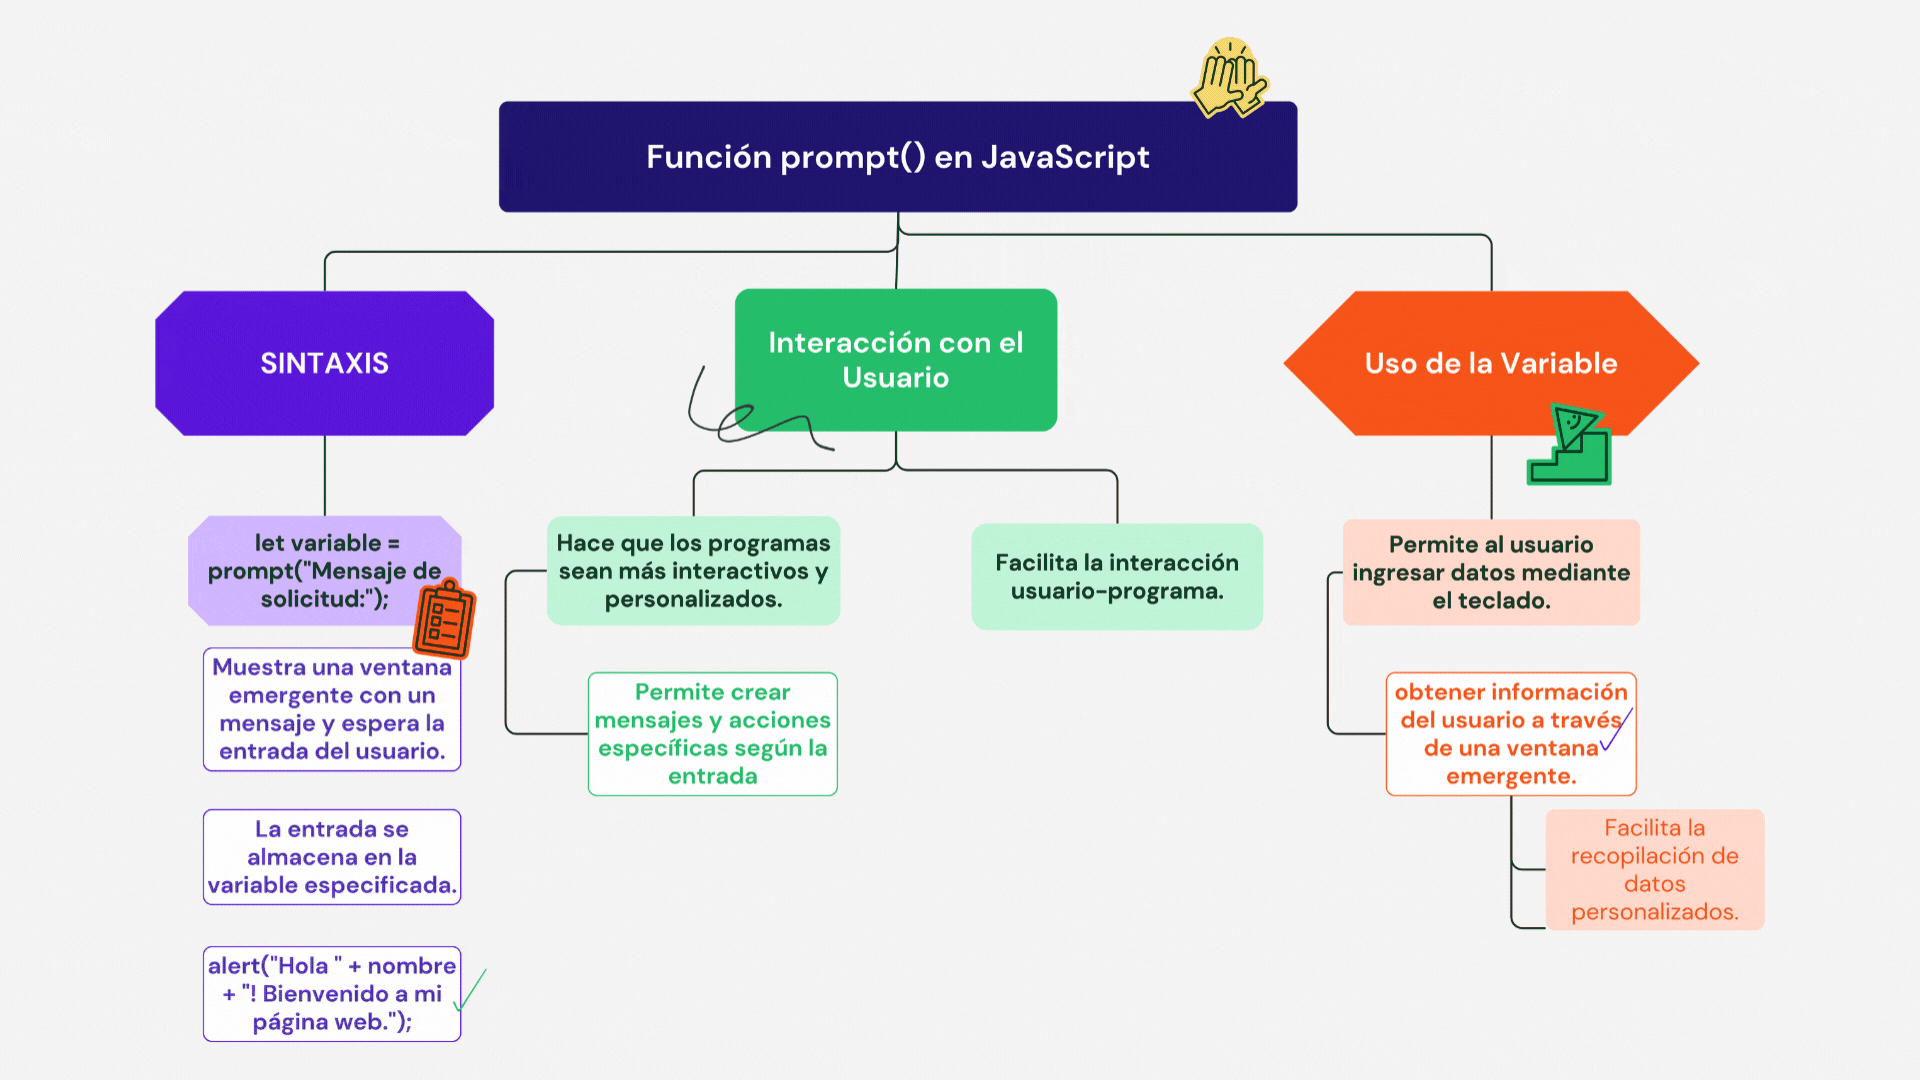 Función prompt() en JavaScript
SINTAXIS
let variable =
prompt("Mensaje de
solicitud:");
Muestra una ventana
emergente con un
mensaje y espera la
entrada del usuario.
La entrada se
almacena en la
variable especificada.
alert("Hola " + nombre
+ "! Bienvenido a mi
página web.");
Interacción con el
Usuario
Hace que los programas
sean más interactivos y
personalizados.
Permite crear
mensajes y acciones
específicas según la
entrada
Facilita la interacción
usuario-programa.
Uso de la Variable
Permite al usuario
ingresar datos mediante
el teclado.
obtener información
del usuario a través
de una ventana
emergente.
Facilita la
recopilación de
datos
personalizados.